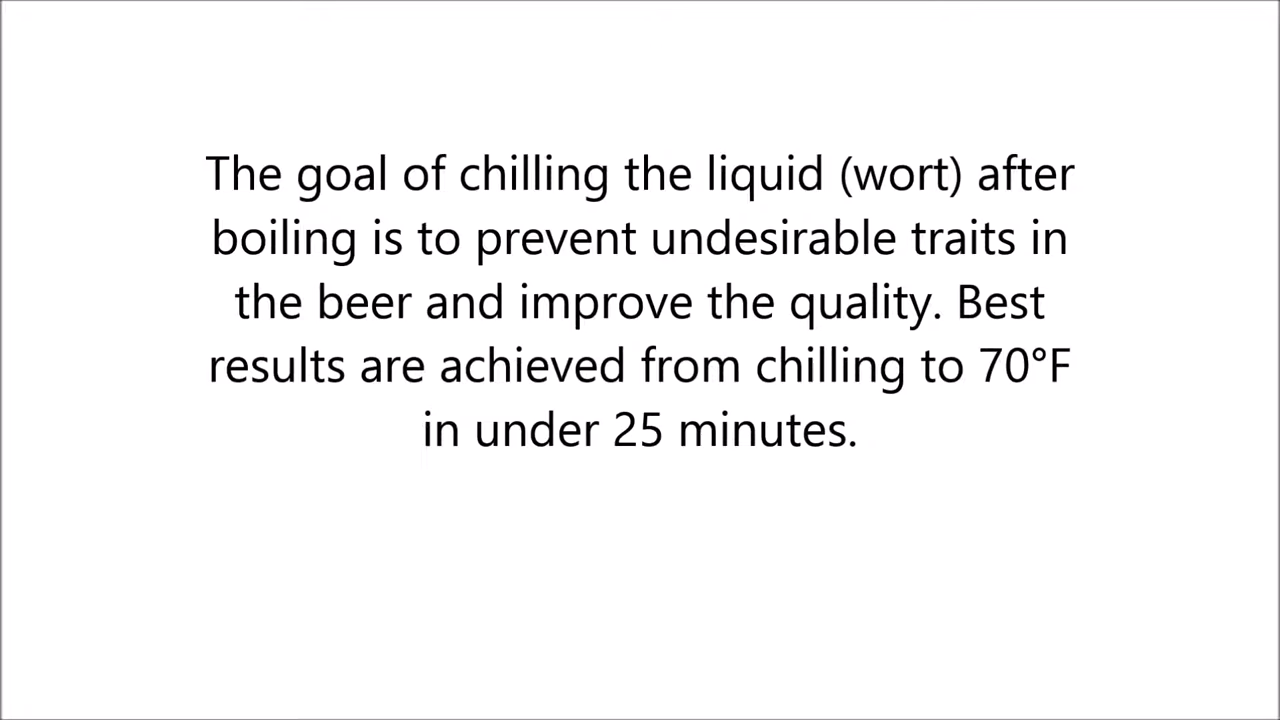 The goal of chilling the liquid (wort) after
boiling is to prevent undesirable traits in
the beer and improve the quality. Best
results are achieved from chilling to 70°F
in under 25 minutes.